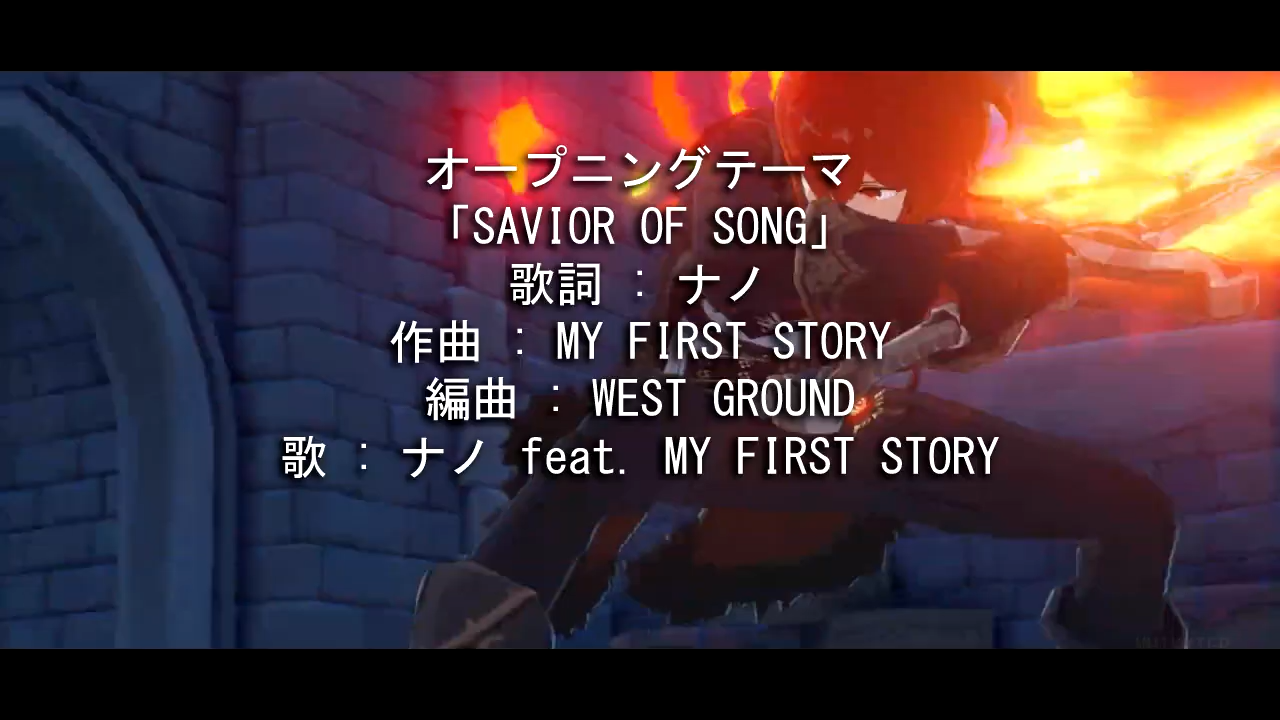 オープニングテーマ
「SAVIOR OF SONG」
歌詞 : ナノ
作曲 : MY FIRST STORY
編曲 : WEST GROUND
歌 : ナノ feat. MY FIRST STORY